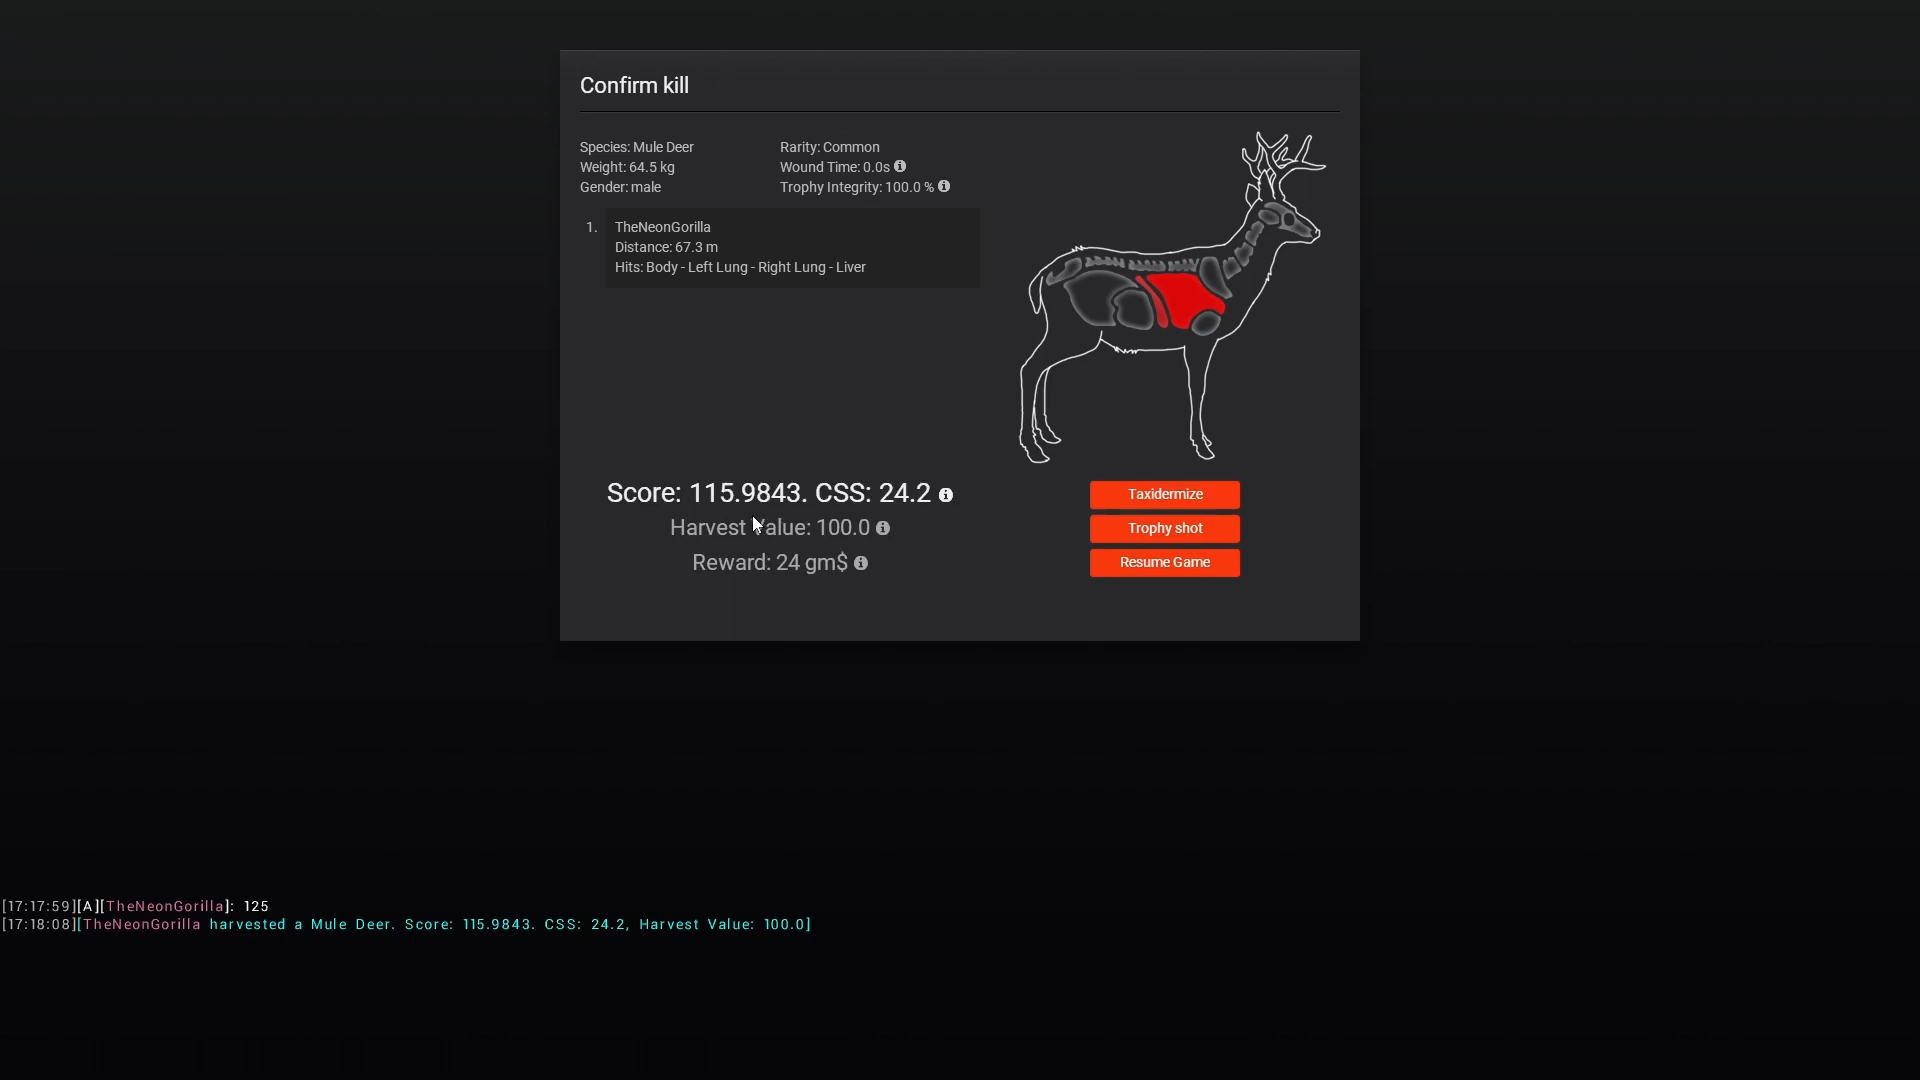 Confirm kill
Species: Mule Deer
Weight: 64.5 kg
Gender: male
Rarity: Common
Wound Time: 0.0s
Trophy Integrity: 100.0 %
1.
TheNeonGorilla
Distance: 67.3 m
Hits: Body - Left Lung - Right Lung - Liver
Score: 115.9843. CSS: 24.2
Harvest Value: 100.0
Reward: 24 gm$
Taxidermize
Trophy shot
Resume Game
[17:17:59][A][TheNeonGorilla]: 125
[17:18:08][TheNeonGorilla harvested a Mule Deer. Score: 115.9843. CSS: 24.2, Harvest Value: 100.0]